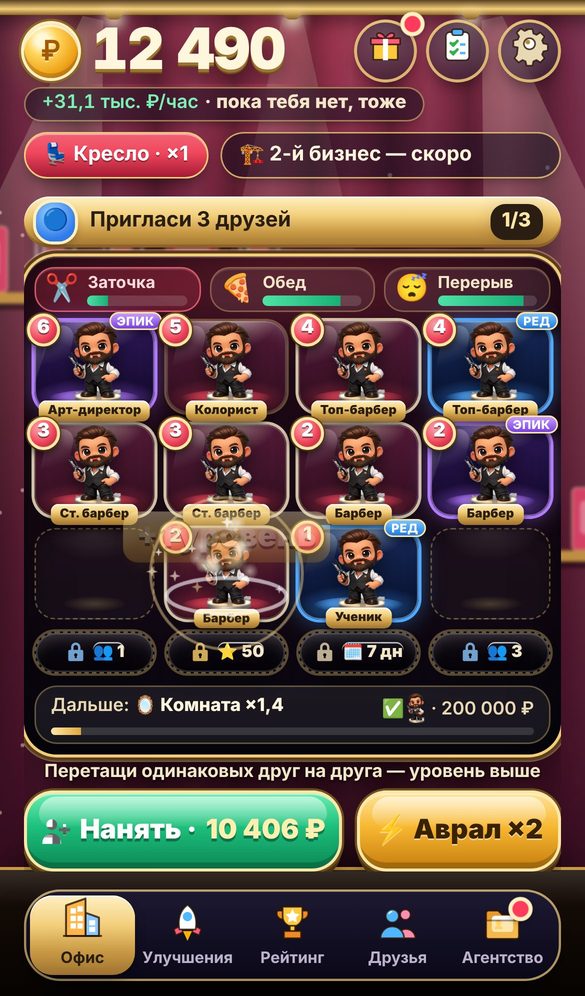 ₽ 12 490
+31,1 тыс. ₽/час · пока тебя нет, тоже
Кресло · ×1
2-й бизнес — скоро
Пригласи 3 друзей
1/3
Заточка
Обед
Перерыв
6 ЭПИК 5 4 4 РЕД
Арт-директор Колорист Топ-барбер Топ-барбер
3 3 2 2 ЭПИК
Ст. барбер Ст. барбер Барбер Барбер
2 1 РЕД
Барбер Ученик
1 50 7 дн 3
Дальше: Комната ×1,4
· 200 000 ₽
Перетащи одинаковых друг на друга — уровень выше
Нанять · 10 406 ₽
Аврал ×2
Офис Улучшения Рейтинг Друзья Агентство